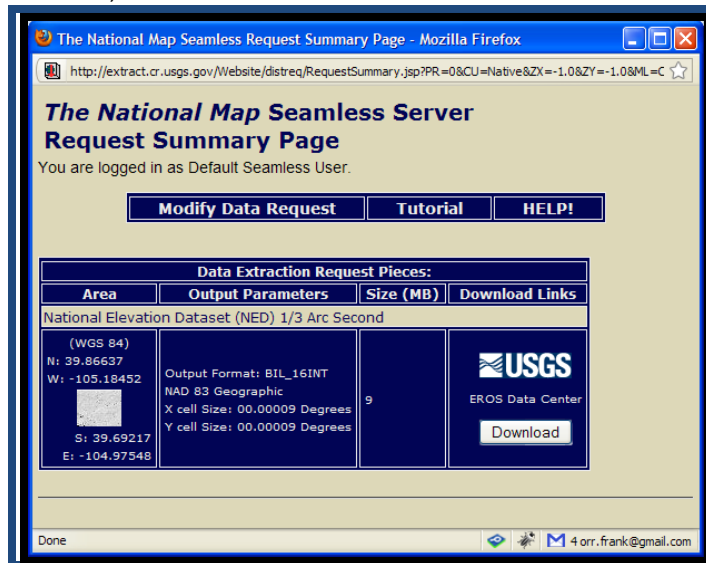 The National Map Seamless Request Summary Page - Mozilla Firefox
http://extract.cr.usgs.gov/Website/distreq/RequestSummary.jsp?PR=0&CU=Native&ZX=-1.0&ZY=-1.0&ML=C
The National Map Seamless Server
Request Summary Page
You are logged in as Default Seamless User.
Modify Data Request Tutorial HELP!
Data Extraction Request Pieces:
Area Output Parameters Size (MB) Download Links
National Elevation Dataset (NED) 1/3 Arc Second
(WGS 84)
N: 39.86637
W: -105.18452
S: 39.69217
E: -104.97548
Output Format: BIL_16INT
NAD 83 Geographic
X cell Size: 00.00009 Degrees
Y cell Size: 00.00009 Degrees
9
USGS
EROS Data Center
Download
Done
4 orr.frank@gmail.com